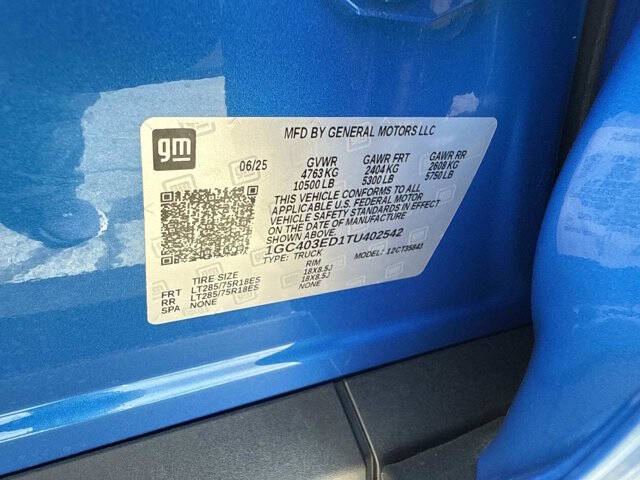 gm
MFD BY GENERAL MOTORS LLC
06/25 GVWR GAWR FRT GAWR RR
4763 KG 2404 KG 2608 KG
10500 LB 5300 LB 5750 LB
THIS VEHICLE CONFORMS TO ALL
APPLICABLE U.S. FEDERAL MOTOR
VEHICLE SAFETY STANDARDS IN EFFECT
ON THE DATE OF MANUFACTURE
SHOWN ABOVE.
1GC403ED1TU402542
TYPE: TRUCK MODEL: 12CT35843
TIRE SIZE RIM
FRT LT285/75R18ES 18X8.5J
RR LT285/75R18ES 18X8.5J
SPA NONE NONE